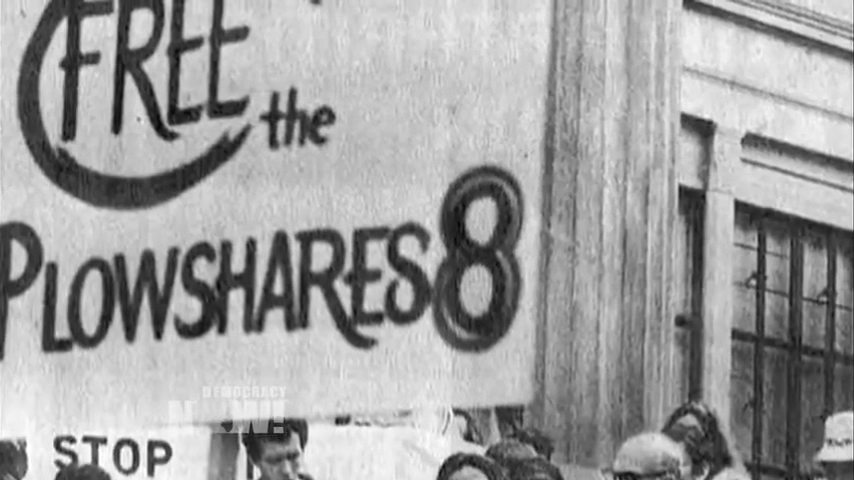 FREE
the
PLOWSHARES 8
DEMOCRACY
NOW!
STOP